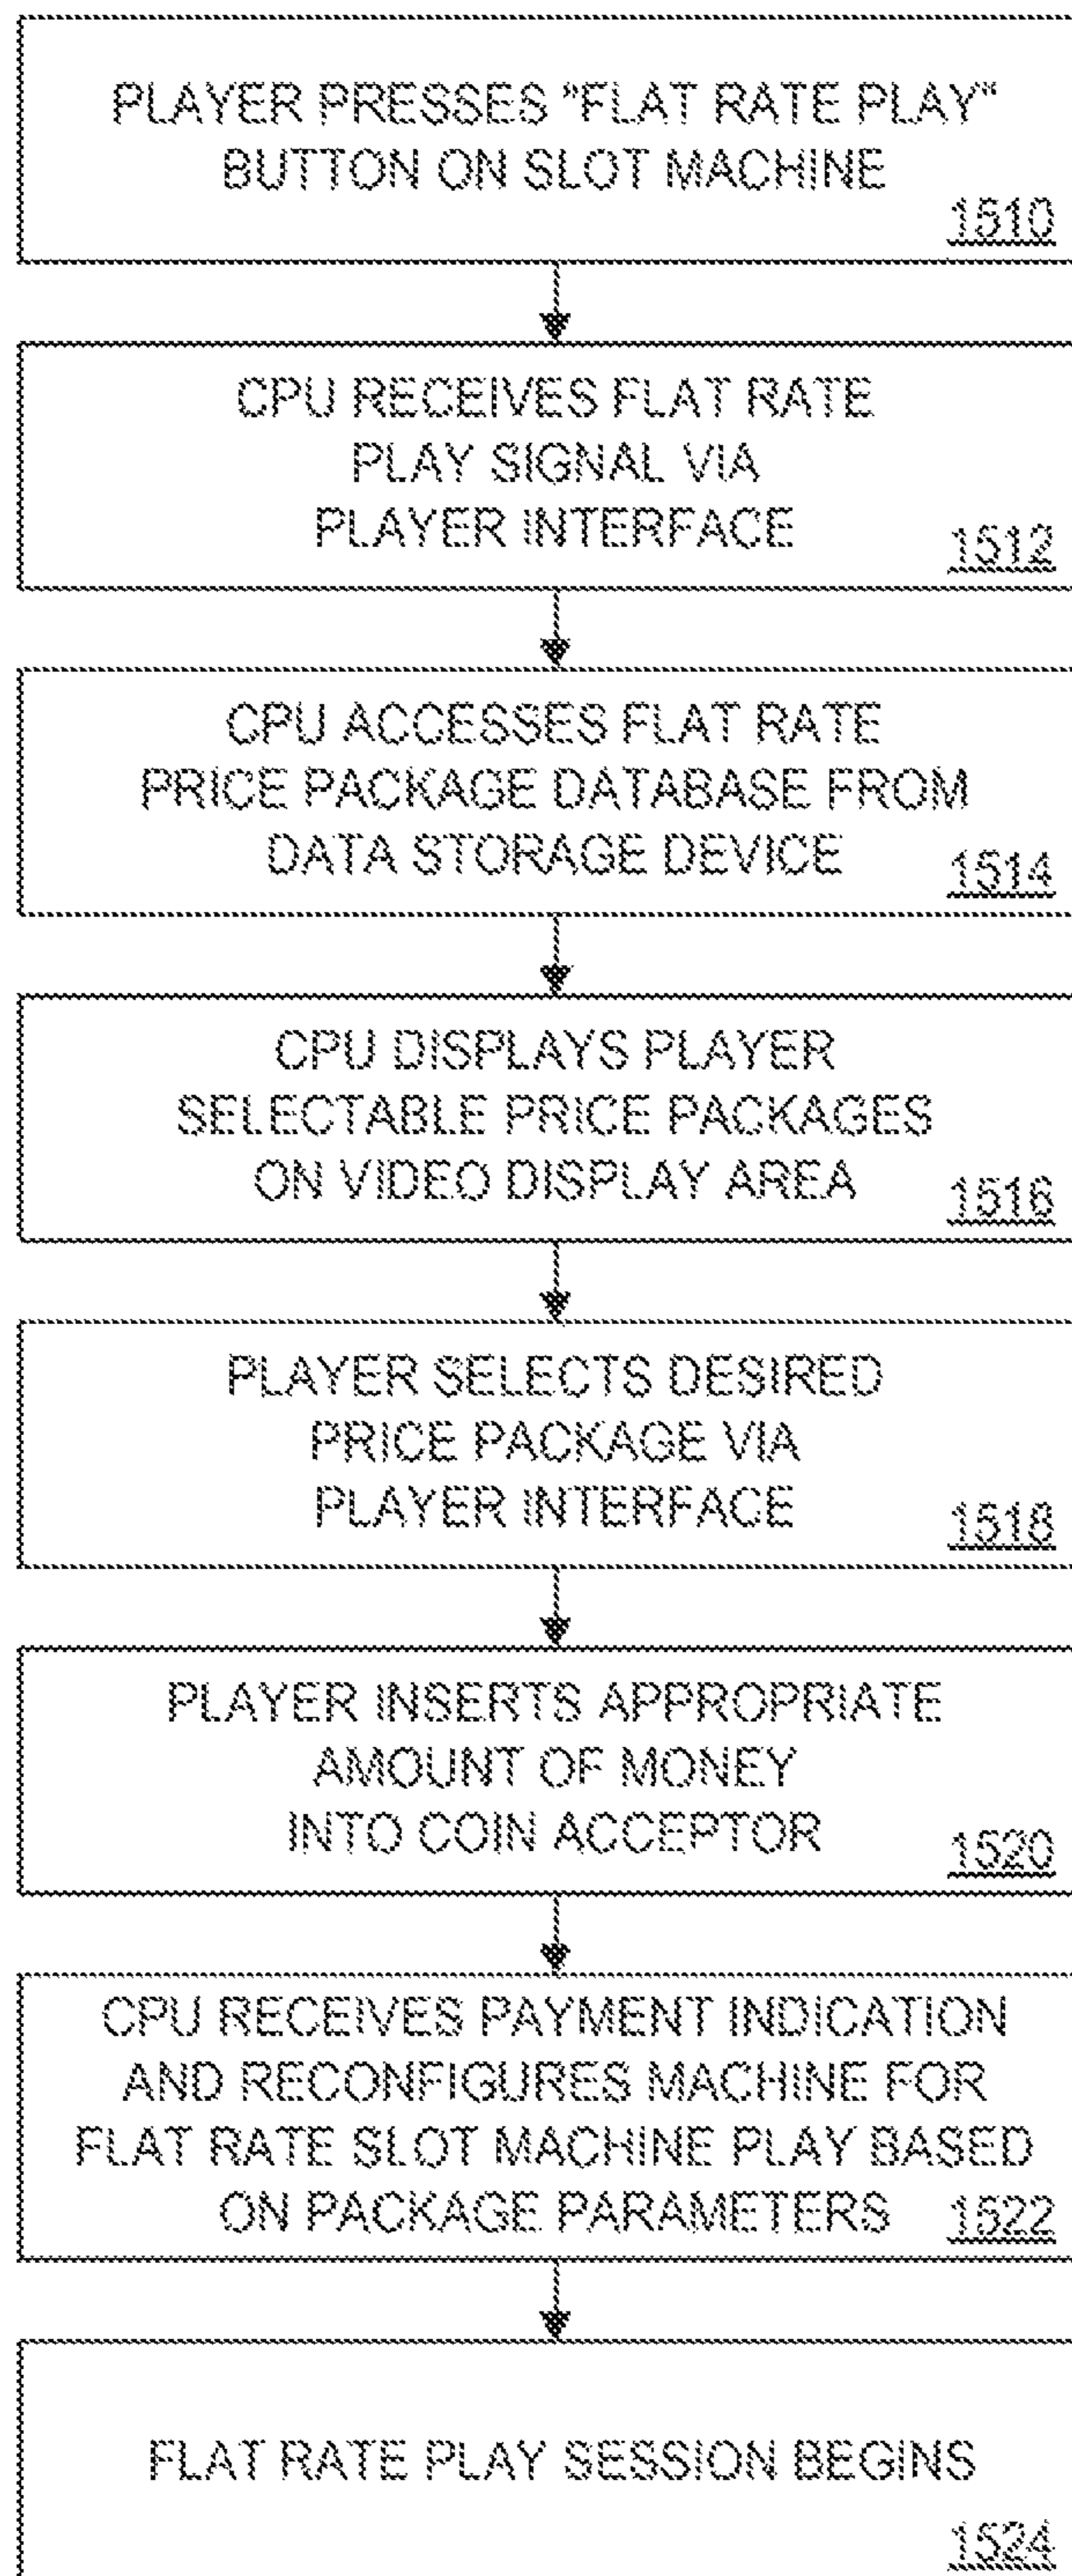 PLAYER PRESSES "FLAT RATE PLAY"
BUTTON ON SLOT MACHINE
1510
CPU RECEIVES FLAT RATE
PLAY SIGNAL VIA
PLAYER INTERFACE
1512
CPU ACCESSES FLAT RATE
PRICE PACKAGE DATABASE FROM
DATA STORAGE DEVICE
1514
CPU DISPLAYS PLAYER
SELECTABLE PRICE PACKAGES
ON VIDEO DISPLAY AREA
1516
PLAYER SELECTS DESIRED
PRICE PACKAGE VIA
PLAYER INTERFACE
1518
PLAYER INSERTS APPROPRIATE
AMOUNT OF MONEY
INTO COIN ACCEPTOR
1520
CPU RECEIVES PAYMENT INDICATION
AND RECONFIGURES MACHINE FOR
FLAT RATE SLOT MACHINE PLAY BASED
ON PACKAGE PARAMETERS
1522
FLAT RATE PLAY SESSION BEGINS
1524